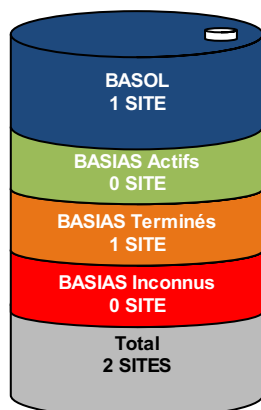 BASOL
1 SITE
BASIAS Actifs
0 SITE
BASIAS Terminés
1 SITE
BASIAS Inconnus
0 SITE
Total
2 SITES